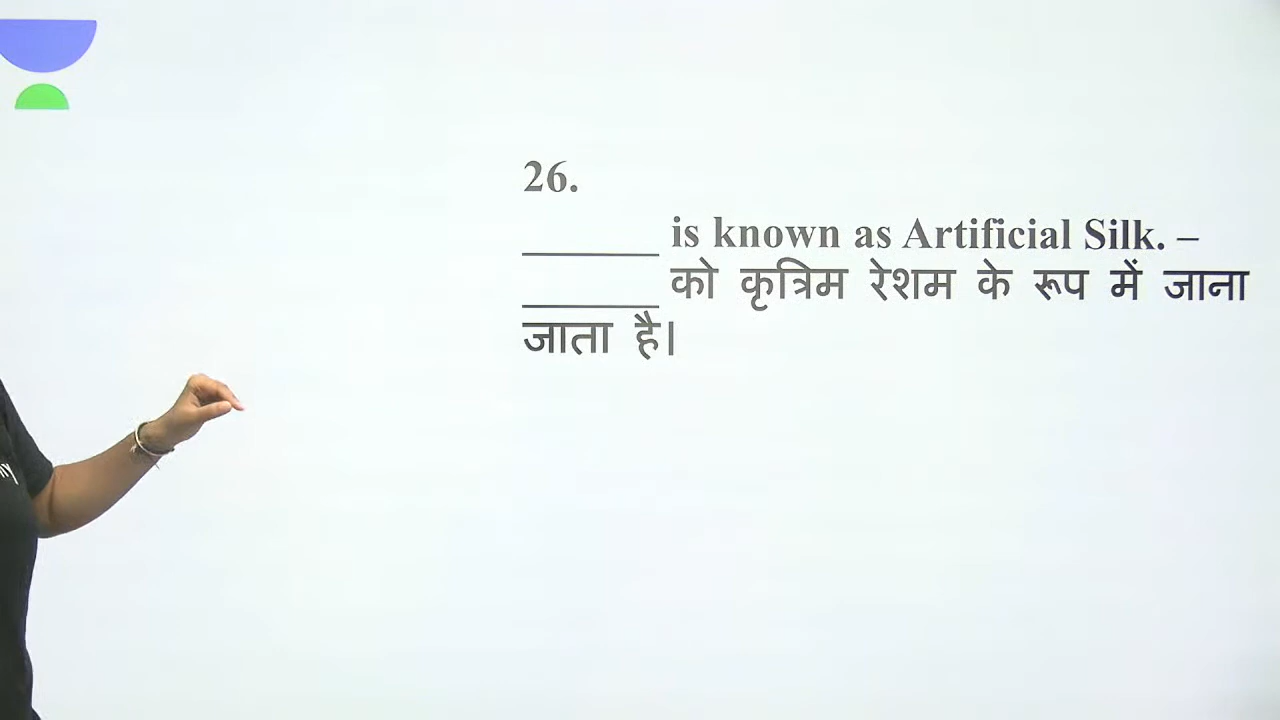 26.
_______ is known as Artificial Silk. –
_______ को कृत्रिम रेशम के रूप में जाना
जाता है।